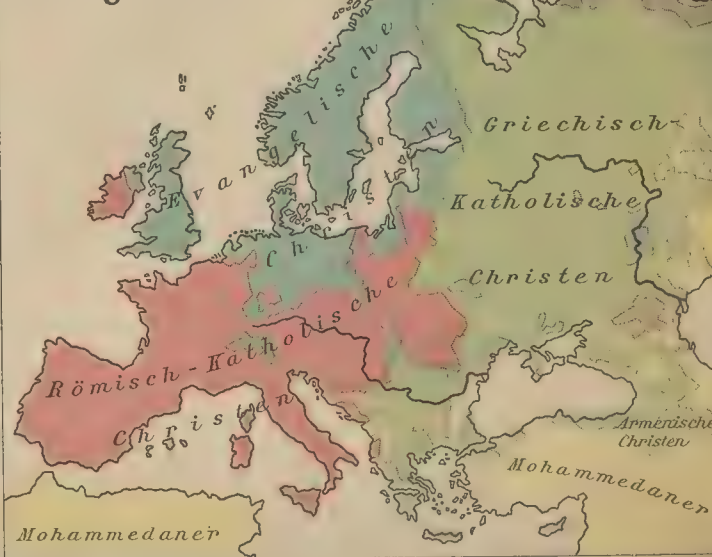 Evangelische
Christen
Griechisch-
Katholische
Christen
Römisch-Katholische
Christen
Armenische
Christen
Mohammedaner
Mohammedaner